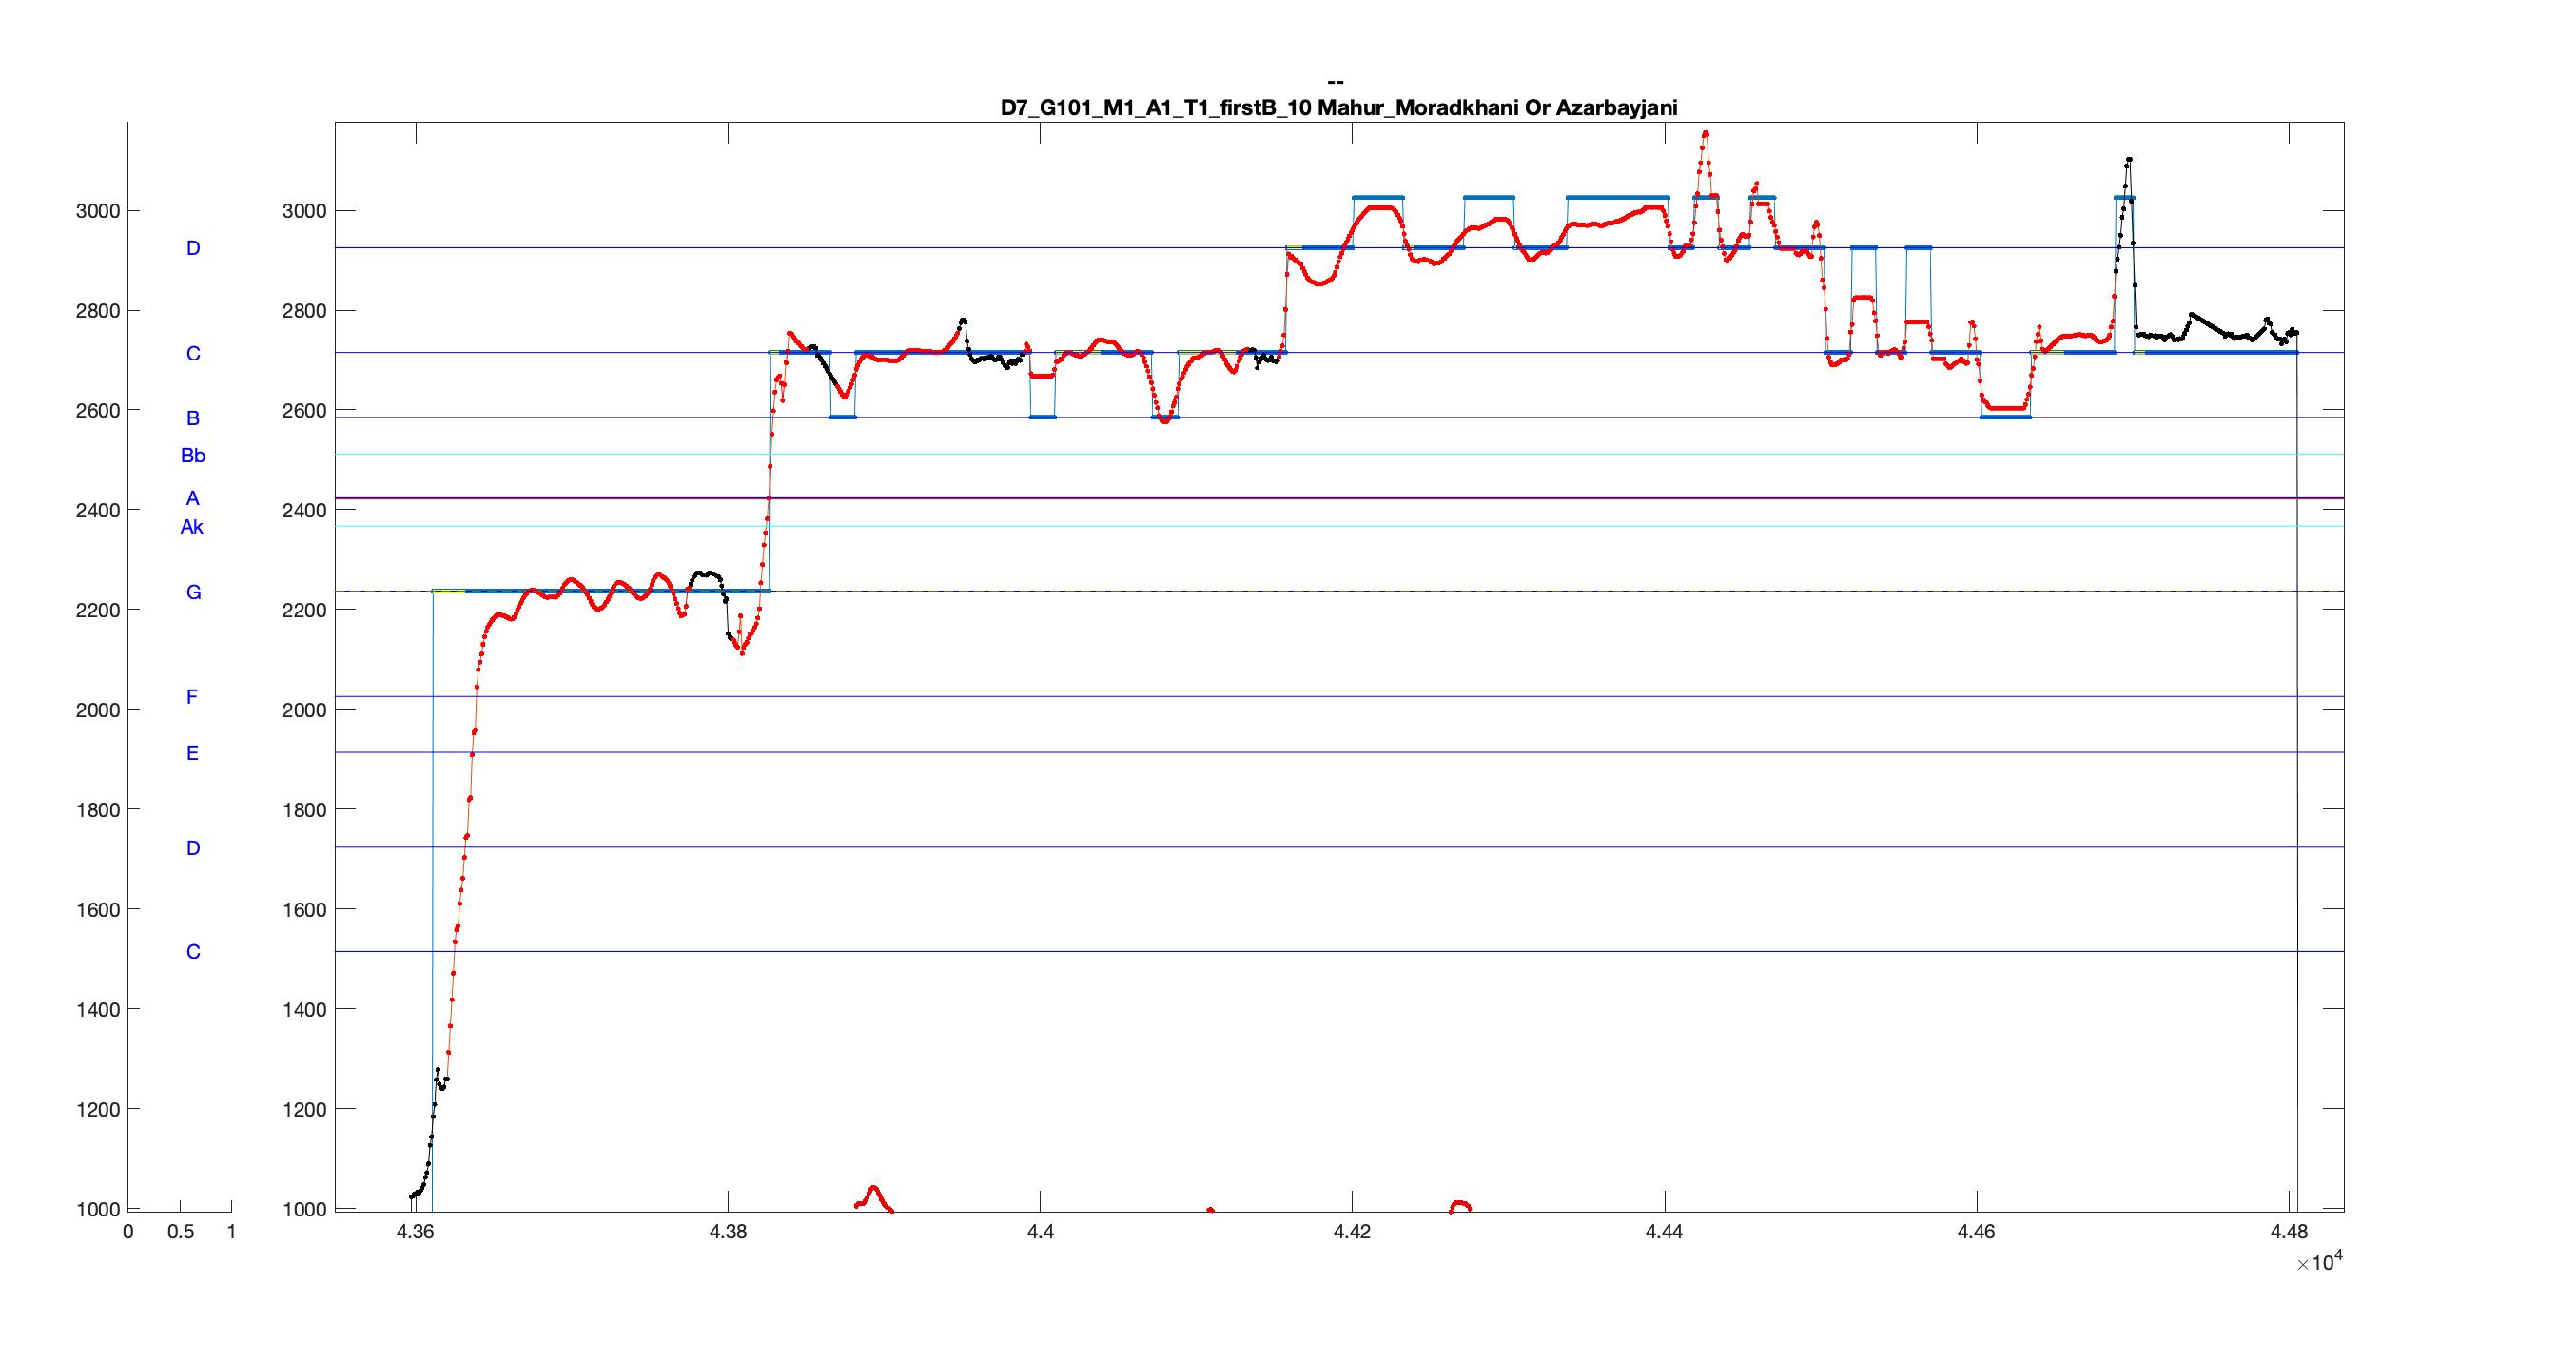 --
D7_G101_M1_A1_T1_firstB_10 Mahur_Moradkhani Or Azarbayjani
3000 3000
D
2800 2800
C
2600 2600
B
Bb
A
2400 2400
Ak
G
2200 2200
F
2000 2000
E
1800 1800
D
1600 1600
C
1400 1400
1200 1200
1000 1000
0 0.5 1 4.36 4.38 4.4 4.42 4.44 4.46 4.48
×10^4